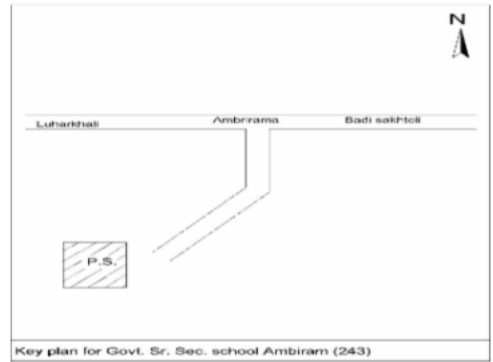 N
Luharkhali Ambrirama Badi sakhtoli
P.S.
Key plan for Govt. Sr. Sec. school Ambiram (243)